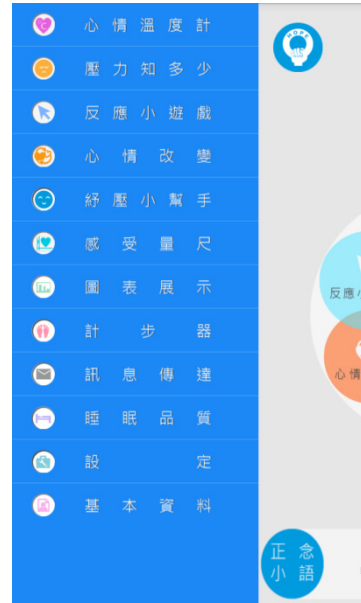 心情溫度計
壓力知多少
反應小遊戲
心情改變
紓壓小幫手
感受量尺
圖表展示
計步器
訊息傳達
睡眠品質
設定
基本資料
HOPE
反應小
心情
正念
小語